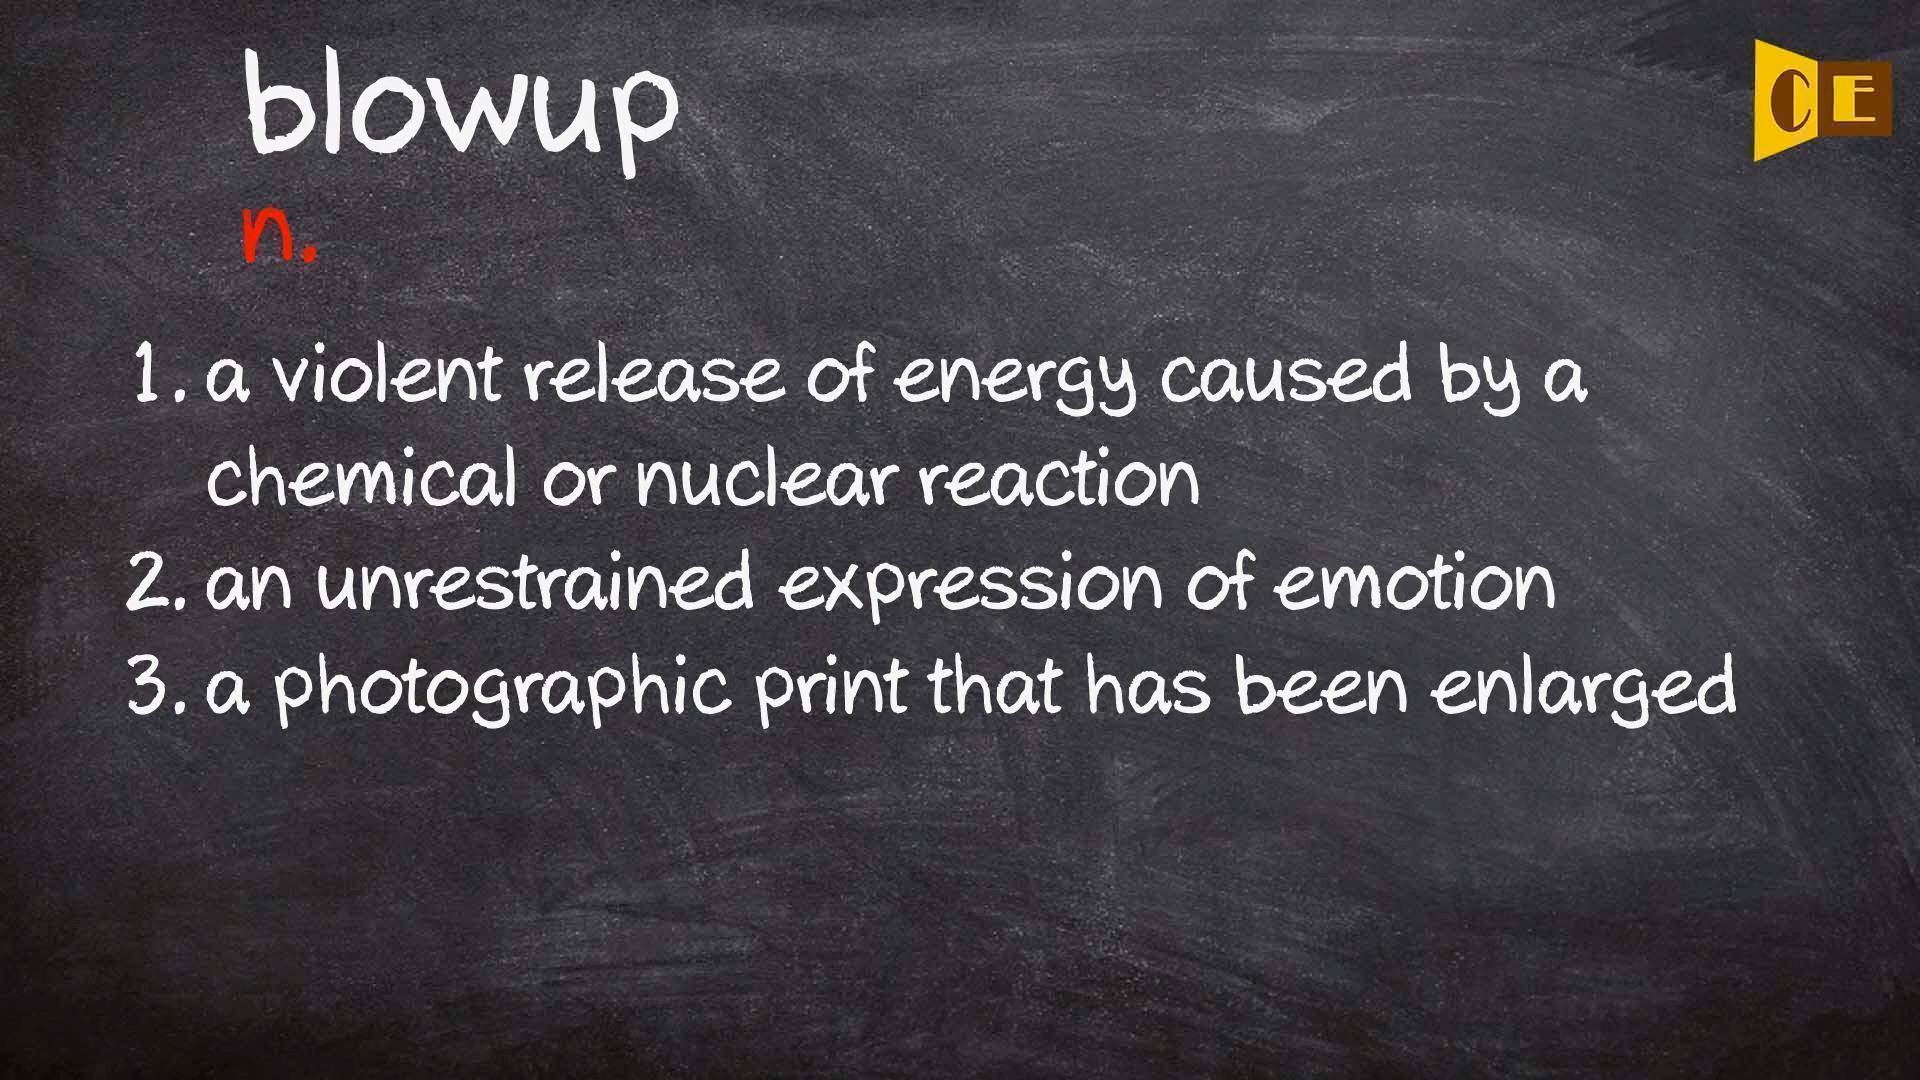 blowup
CE
n.
1. a violent release of energy caused by a
chemical or nuclear reaction
2. an unrestrained expression of emotion
3. a photographic print that has been enlarged